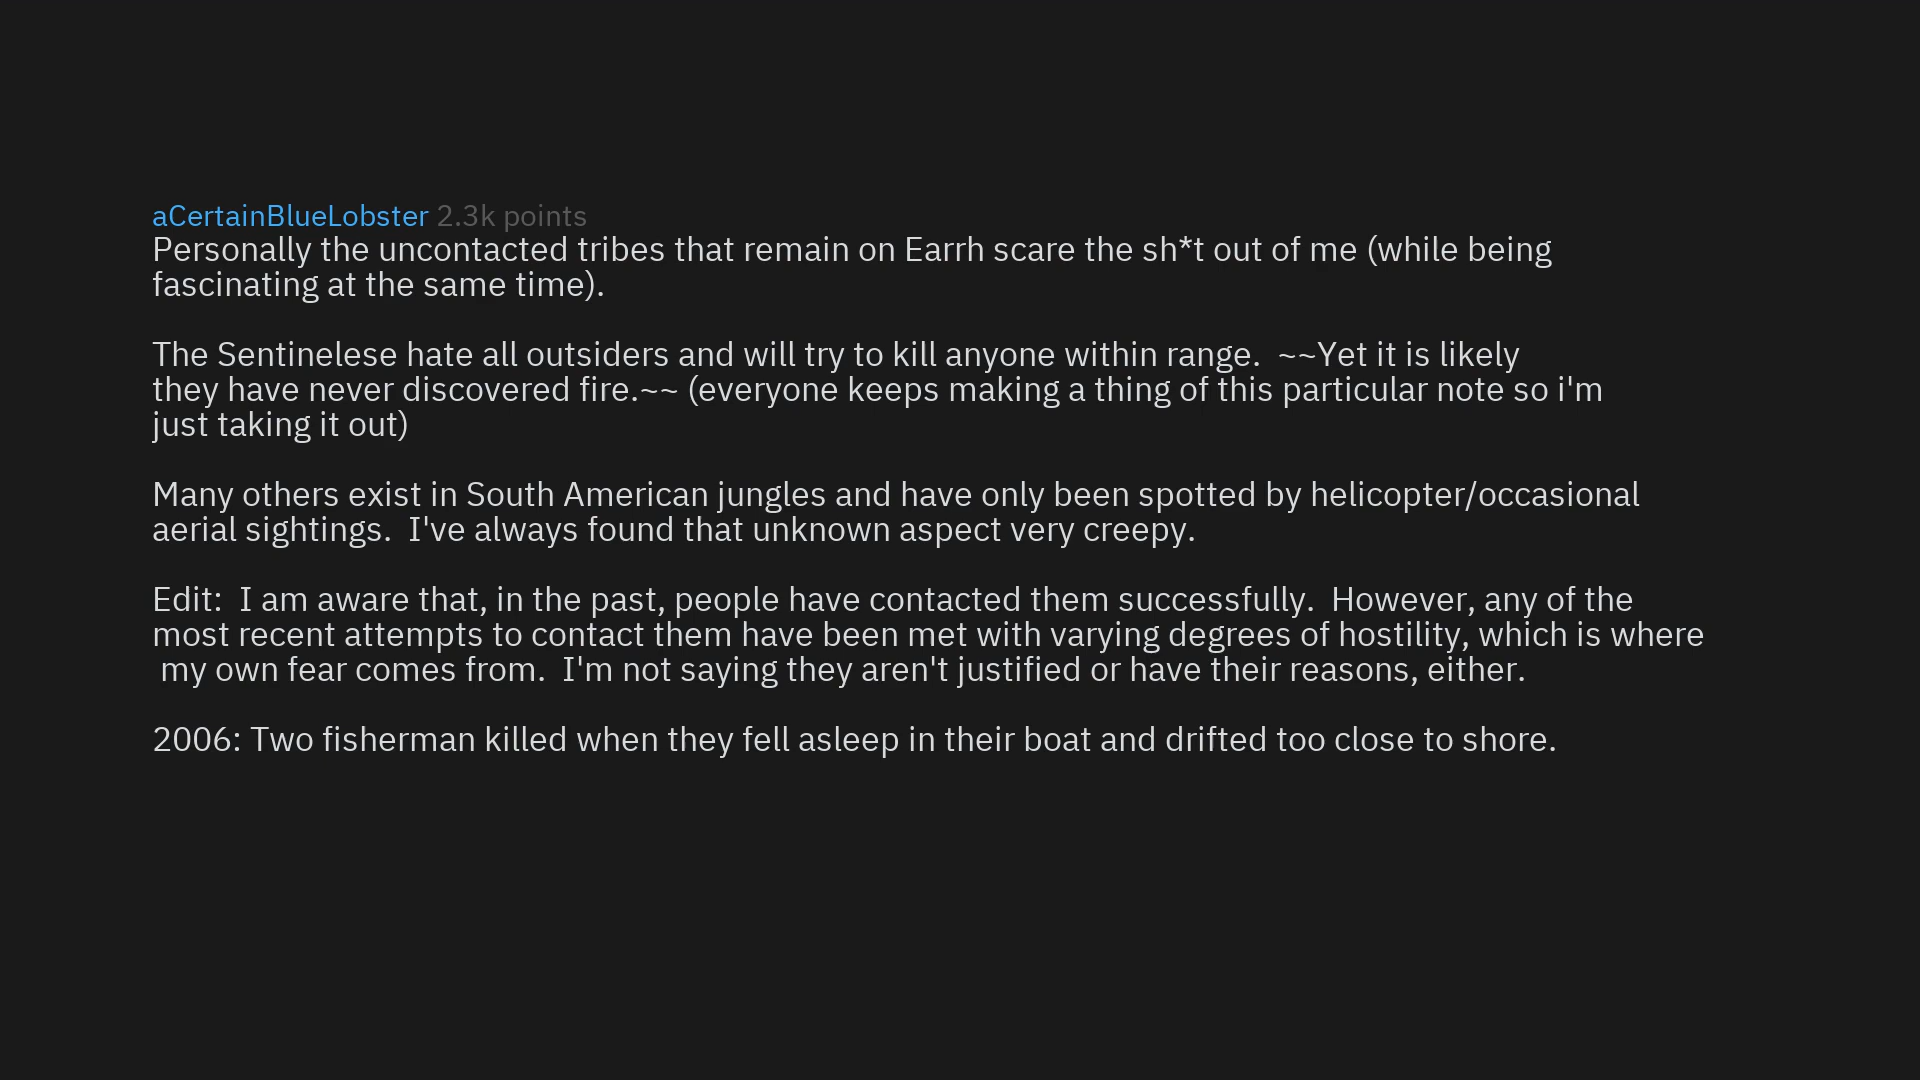 aCertainBlueLobster 2.3k points
Personally the uncontacted tribes that remain on Earrh scare the sh*t out of me (while being
fascinating at the same time).
The Sentinelese hate all outsiders and will try to kill anyone within range.  ~~Yet it is likely
they have never discovered fire.~~ (everyone keeps making a thing of this particular note so i'm
just taking it out)
Many others exist in South American jungles and have only been spotted by helicopter/occasional
aerial sightings.  I've always found that unknown aspect very creepy.
Edit:  I am aware that, in the past, people have contacted them successfully.  However, any of the
most recent attempts to contact them have been met with varying degrees of hostility, which is where
my own fear comes from.  I'm not saying they aren't justified or have their reasons, either.
2006: Two fisherman killed when they fell asleep in their boat and drifted too close to shore.